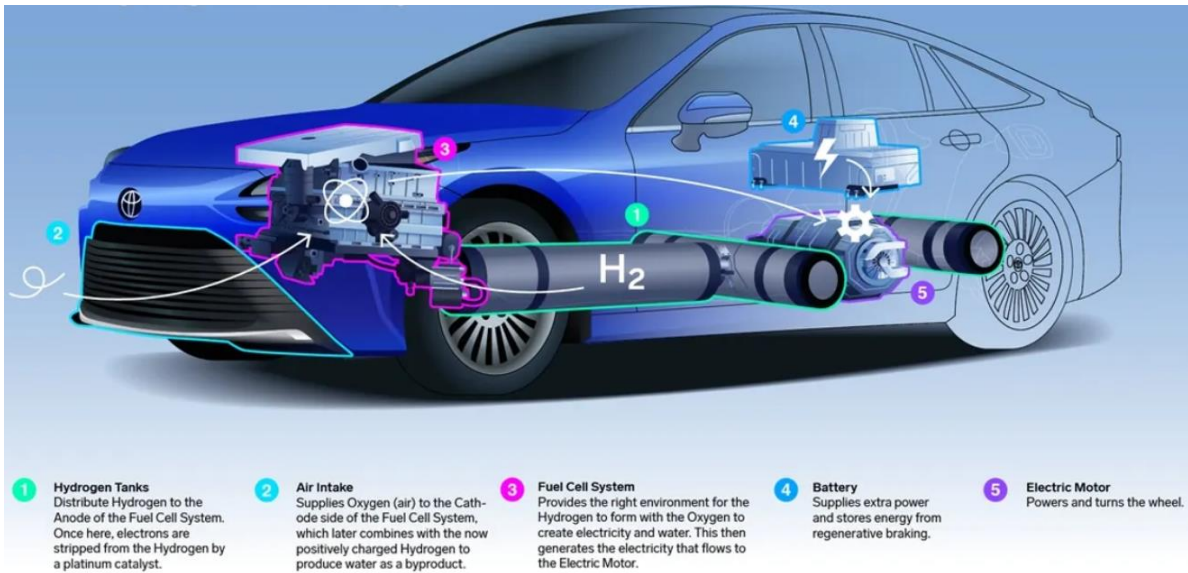 3
4
2
1
H2
5
1 Hydrogen Tanks
Distribute Hydrogen to the
Anode of the Fuel Cell System.
Once here, electrons are
stripped from the Hydrogen by
a platinum catalyst.
2 Air Intake
Supplies Oxygen (air) to the Cath-
ode side of the Fuel Cell System,
which later combines with the now
positively charged Hydrogen to
produce water as a byproduct.
3 Fuel Cell System
Provides the right environment for the
Hydrogen to form with the Oxygen to
create electricity and water. This then
generates the electricity that flows to
the Electric Motor.
4 Battery
Supplies extra power
and stores energy from
regenerative braking.
5 Electric Motor
Powers and turns the wheel.